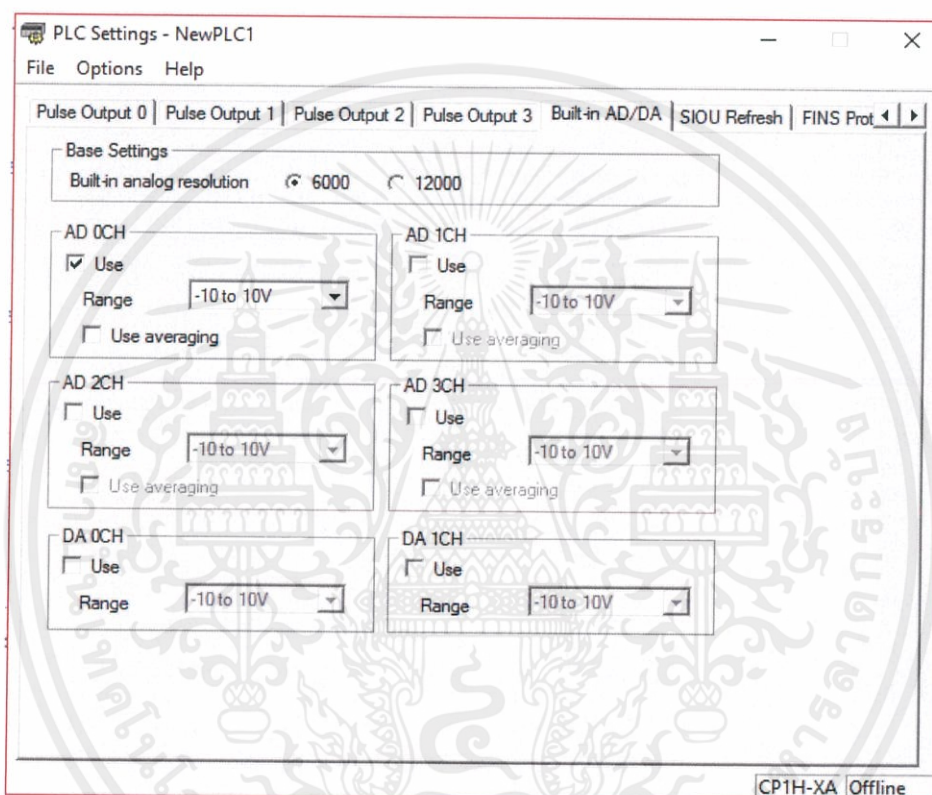 PLC Settings - NewPLC1
File Options Help
Pulse Output 0 Pulse Output 1 Pulse Output 2 Pulse Output 3 Built-in AD/DA SIOU Refresh FINS Prot
Base Settings
Built-in analog resolution 6000 12000
AD 0CH
Use
Range -10 to 10V
Use averaging
AD 1CH
Use
Range -10 to 10V
Use averaging
AD 2CH
Use
Range -10 to 10V
Use averaging
AD 3CH
Use
Range -10 to 10V
Use averaging
DA 0CH
Use
Range -10 to 10V
DA 1CH
Use
Range -10 to 10V
CP1H-XA Offline